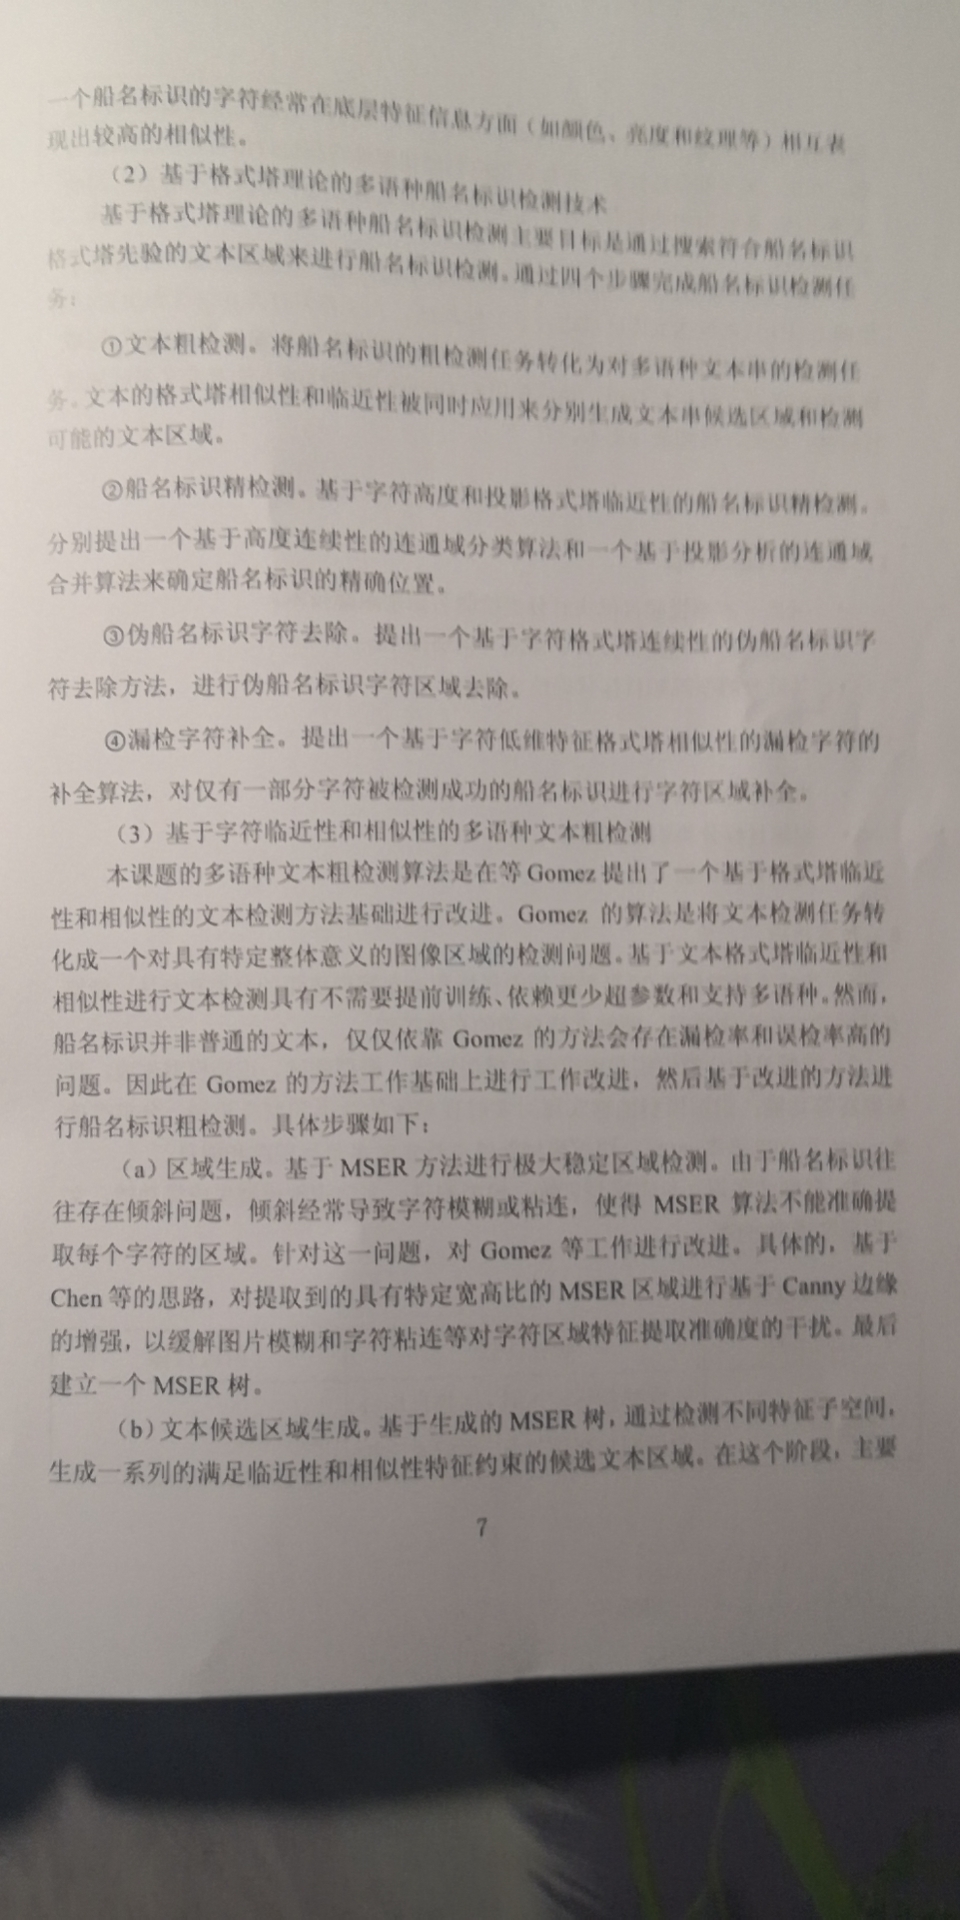 一个船名标识的字符经常在底层特征信息方面（如颜色、亮度和纹理等）相互表
现出较高的相似性。
（2）基于格式塔理论的多语种船名标识检测技术
基于格式塔理论的多语种船名标识检测主要目标是通过搜索符合船名标识
格式塔先验的文本区域来进行船名标识检测。通过四个步骤完成船名标识检测任
务：
①文本粗检测。将船名标识的粗检测任务转化为对多语种文本串的检测任
务。文本的格式塔相似性和临近性被同时应用来分别生成文本串候选区域和检测
可能的文本区域。
②船名标识精检测。基于字符高度和投影格式塔临近性的船名标识精检测。
分别提出一个基于高度连续性的连通域分类算法和一个基于投影分析的连通域
合并算法来确定船名标识的精确位置。
③伪船名标识字符去除。提出一个基于字符格式塔连续性的伪船名标识字
符去除方法，进行伪船名标识字符区域去除。
④漏检字符补全。提出一个基于字符低维特征格式塔相似性的漏检字符的
补全算法，对仅有一部分字符被检测成功的船名标识进行字符区域补全。
（3）基于字符临近性和相似性的多语种文本粗检测
本课题的多语种文本粗检测算法是在等 Gomez 提出了一个基于格式塔临近
性和相似性的文本检测方法基础进行改进。Gomez 的算法是将文本检测任务转
化成一个对具有特定整体意义的图像区域的检测问题。基于文本格式塔临近性和
相似性进行文本检测具有不需要提前训练、依赖更少超参数和支持多语种。然而，
船名标识并非普通的文本，仅仅依靠 Gomez 的方法会存在漏检率和误检率高的
问题。因此在 Gomez 的方法工作基础上进行工作改进，然后基于改进的方法进
行船名标识粗检测。具体步骤如下：
（a）区域生成。基于 MSER 方法进行极大稳定区域检测。由于船名标识往
往存在倾斜问题，倾斜经常导致字符模糊或粘连，使得 MSER 算法不能准确提
取每个字符的区域。针对这一问题，对 Gomez 等工作进行改进。具体的，基于
Chen 等的思路，对提取到的具有特定宽高比的 MSER 区域进行基于 Canny 边缘
的增强，以缓解图片模糊和字符粘连等对字符区域特征提取准确度的干扰。最后
建立一个 MSER 树。
（b）文本候选区域生成。基于生成的 MSER 树，通过检测不同特征子空间，
生成一系列的满足临近性和相似性特征约束的候选文本区域。在这个阶段，主要
7